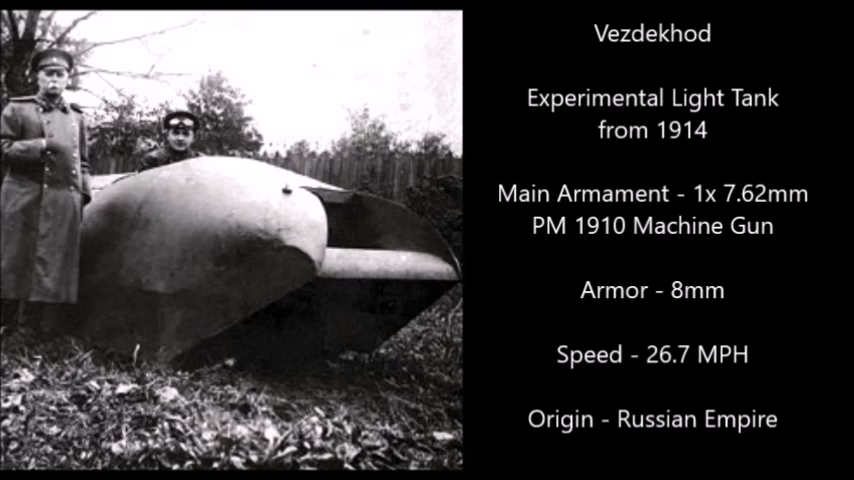 Vezdekhod
Experimental Light Tank
from 1914
Main Armament - 1x 7.62mm
PM 1910 Machine Gun
Armor - 8mm
Speed - 26.7 MPH
Origin - Russian Empire